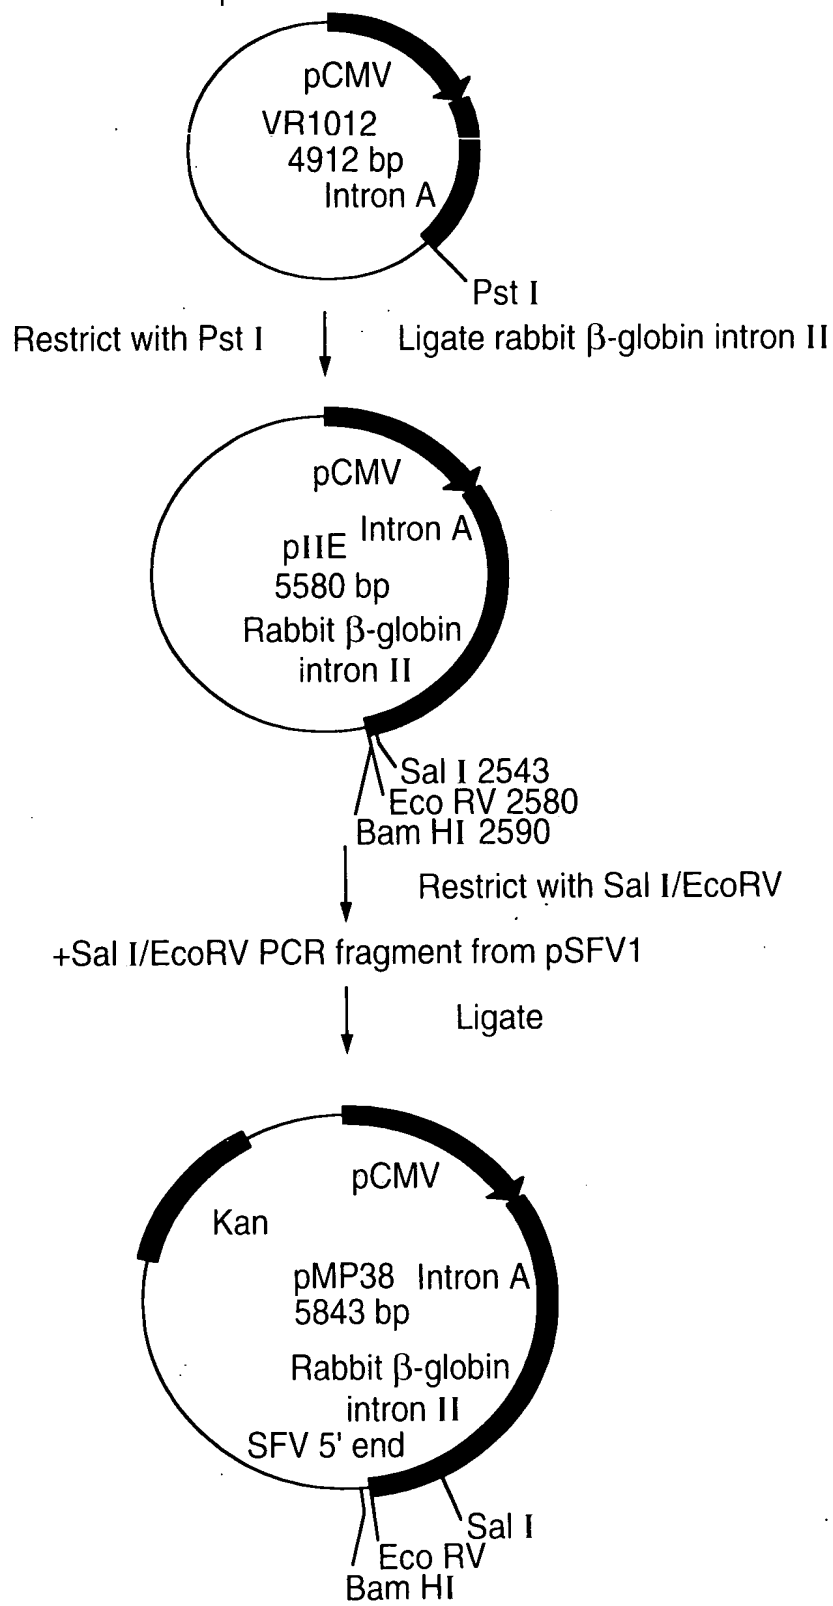 pCMV
VR1012
4912 bp
Intron A
Pst I
Restrict with Pst I
Ligate rabbit β-globin intron II
pCMV
Intron A
pIIE
5580 bp
Rabbit β-globin
intron II
Sal I 2543
Eco RV 2580
Bam HI 2590
Restrict with Sal I/EcoRV
+Sal I/EcoRV PCR fragment from pSFV1
Ligate
pCMV
Kan
pMP38 Intron A
5843 bp
Rabbit β-globin
intron II
SFV 5' end
Sal I
Eco RV
Bam HI